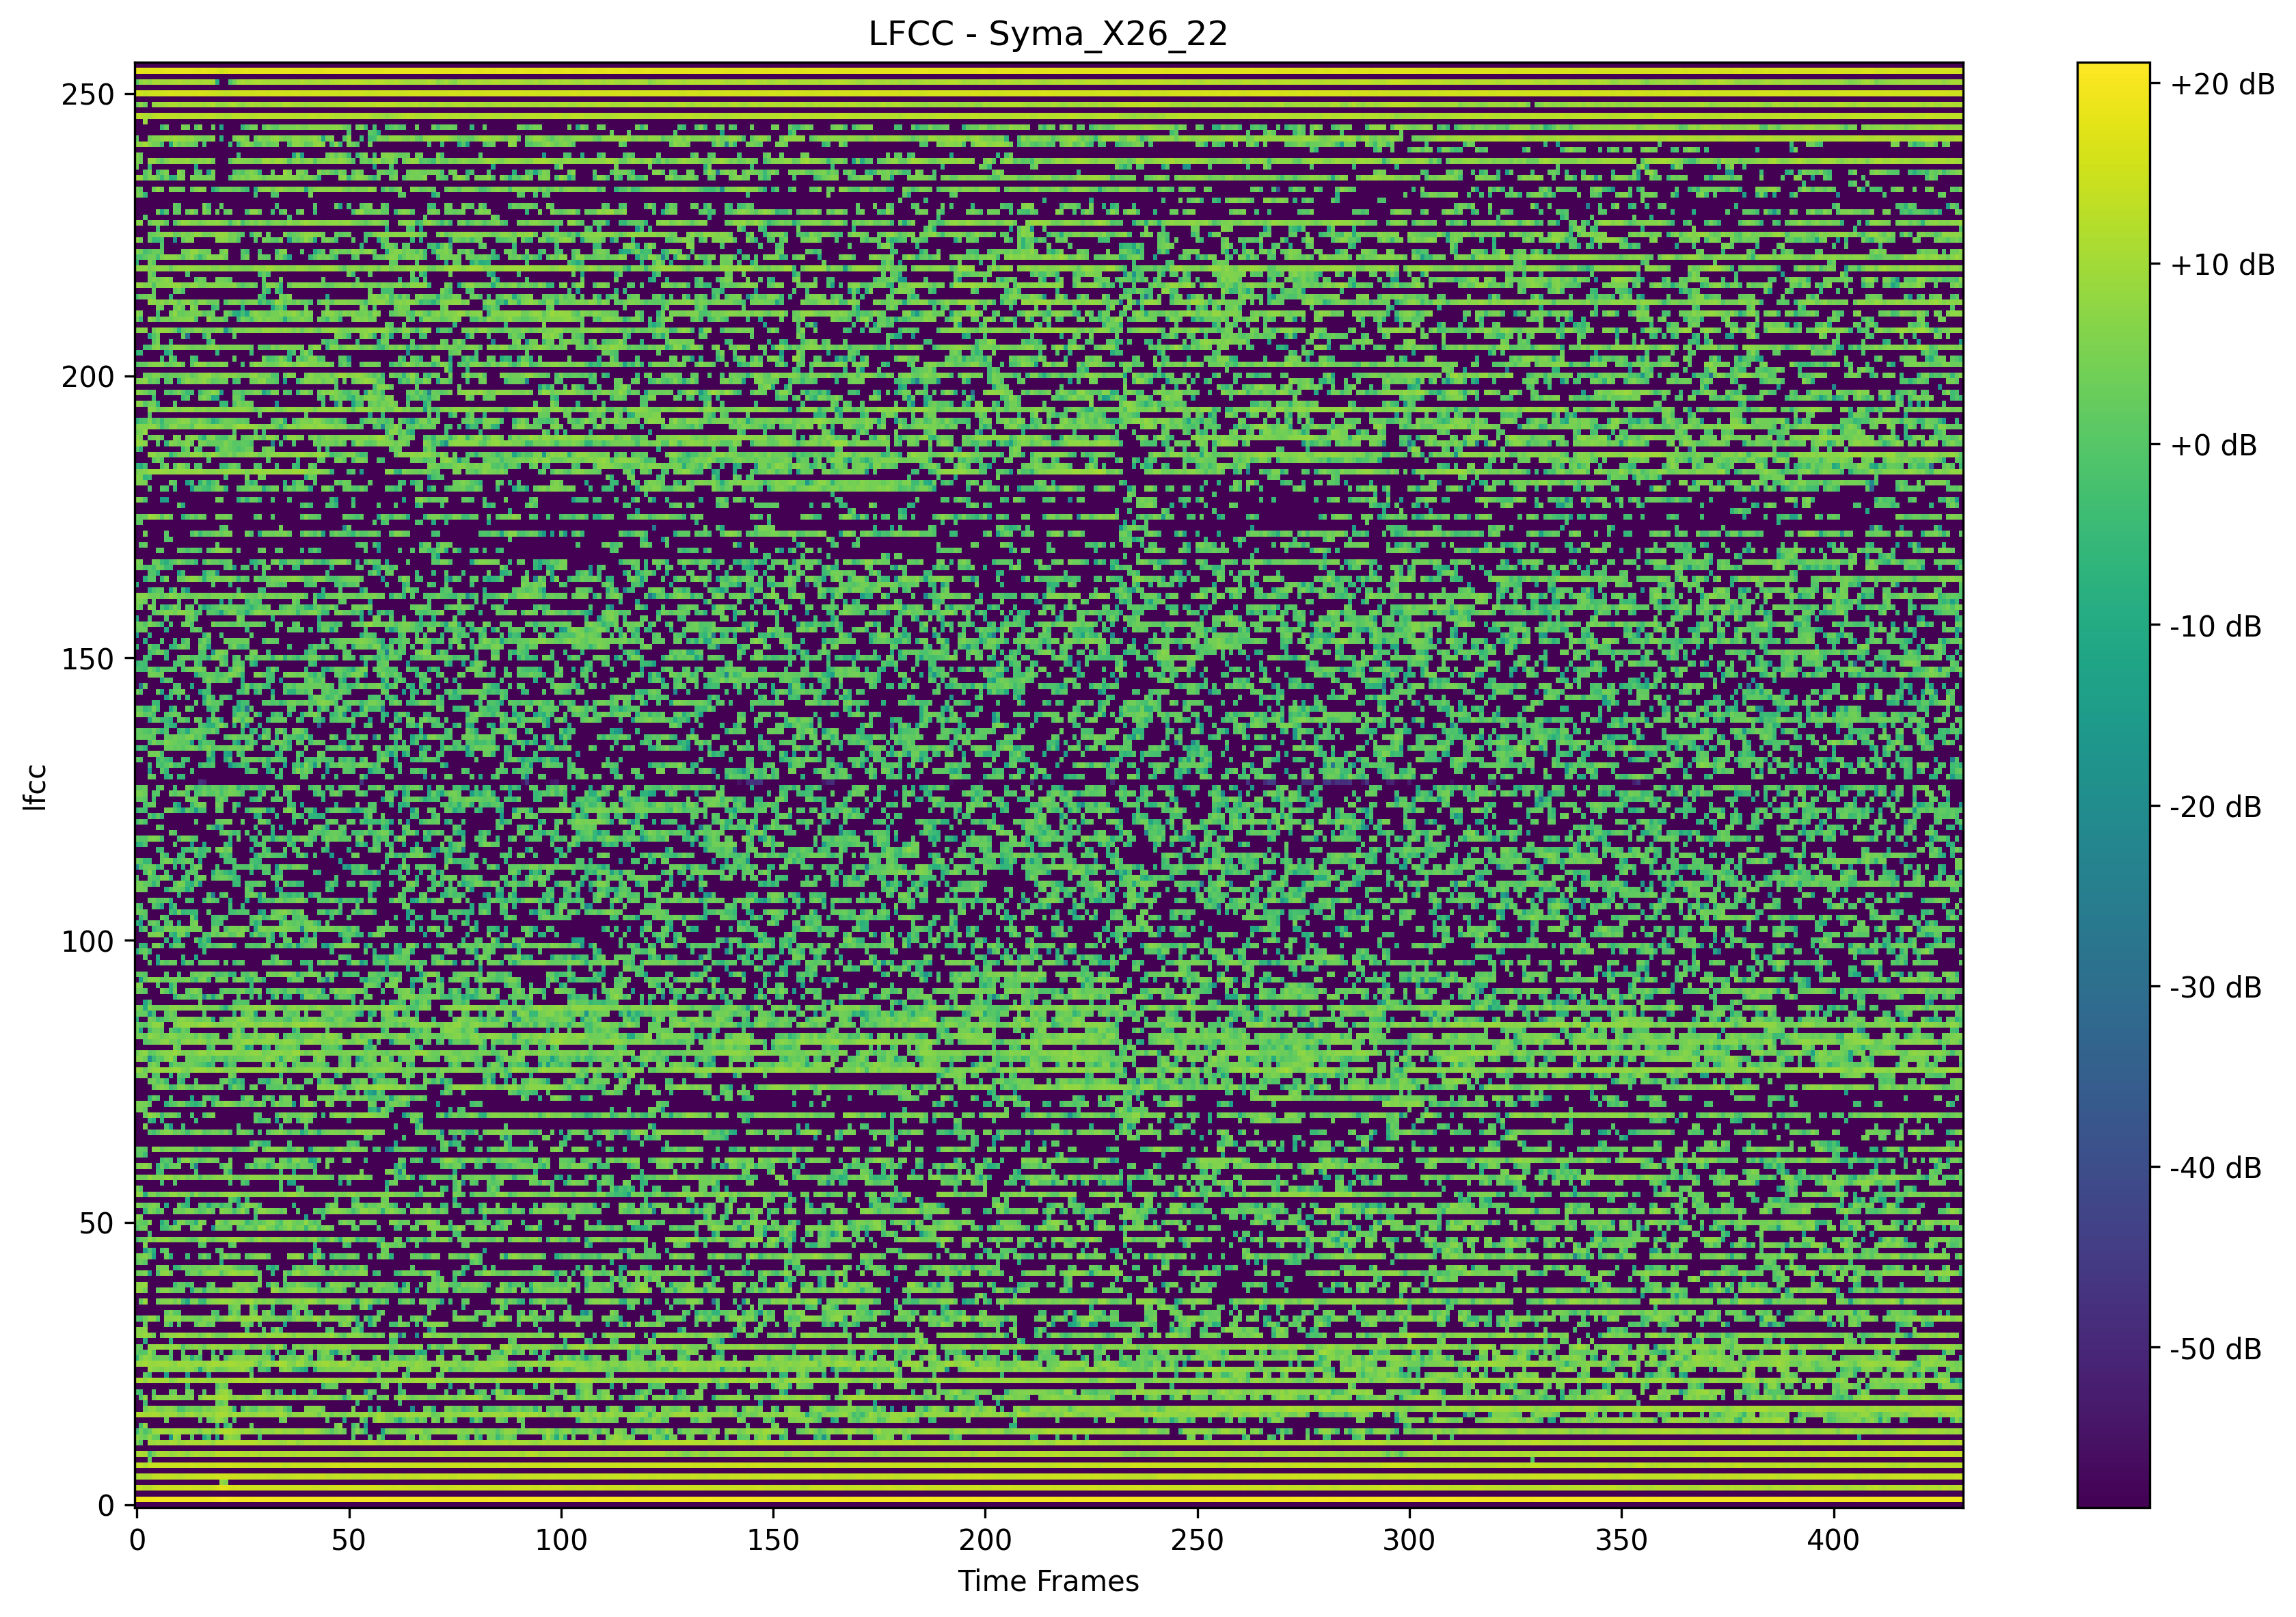 LFCC - Syma_X26_22
250
200
150
100
50
0
lfcc
0 50 100 150 200 250 300 350 400
Time Frames
+20 dB
+10 dB
+0 dB
-10 dB
-20 dB
-30 dB
-40 dB
-50 dB